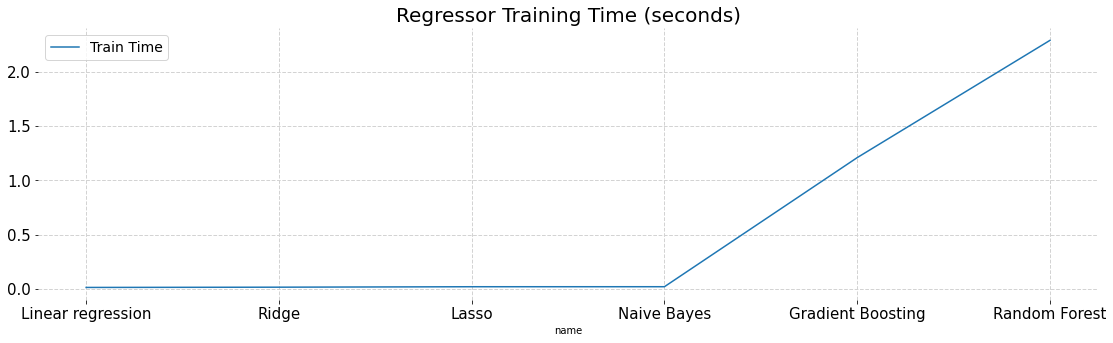 Regressor Training Time (seconds)
Train Time
2.0
1.5
1.0
0.5
0.0
Linear regression Ridge Lasso Naive Bayes Gradient Boosting Random Forest
name